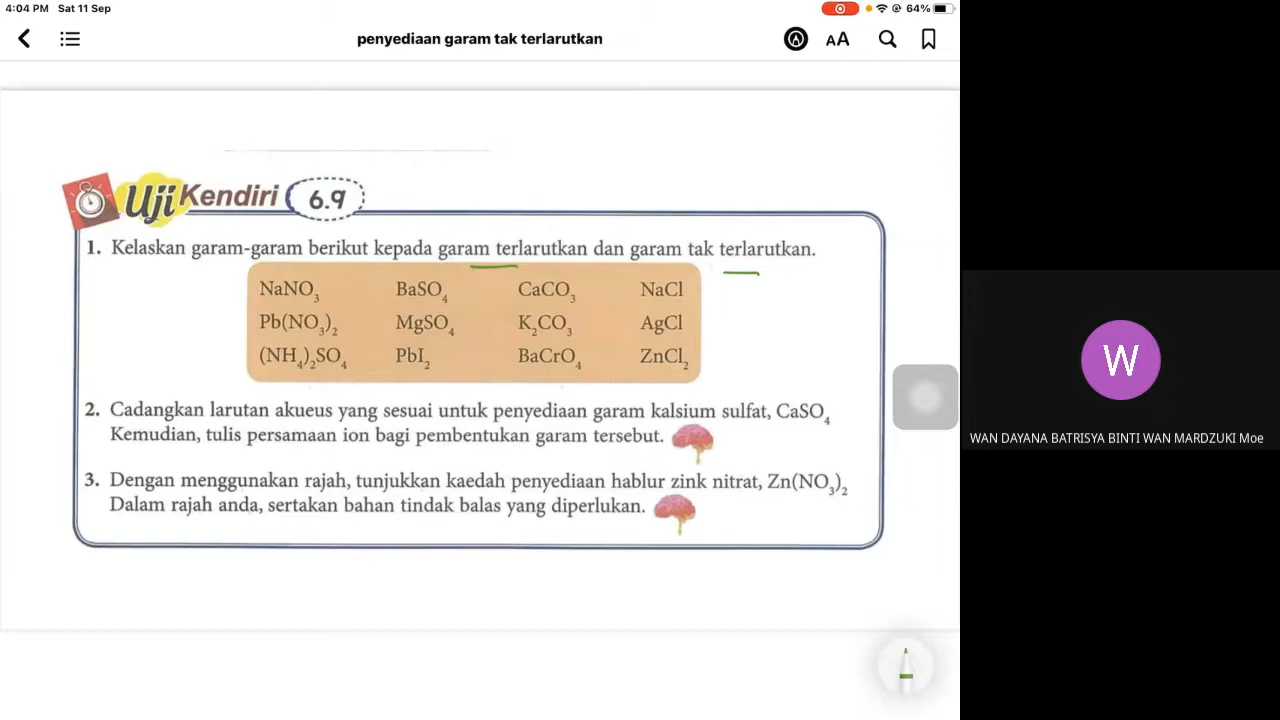 4:04 PM Sat 11 Sep
64%
penyediaan garam tak terlarutkan
AA
Uji Kendiri 6.9
1. Kelaskan garam-garam berikut kepada garam terlarutkan dan garam tak terlarutkan.
NaNO₃ BaSO₄ CaCO₃ NaCl
Pb(NO₃)₂ MgSO₄ K₂CO₃ AgCl
(NH₄)₂SO₄ PbI₂ BaCrO₄ ZnCl₂
2. Cadangkan larutan akueus yang sesuai untuk penyediaan garam kalsium sulfat, CaSO₄
Kemudian, tulis persamaan ion bagi pembentukan garam tersebut.
3. Dengan menggunakan rajah, tunjukkan kaedah penyediaan hablur zink nitrat, Zn(NO₃)₂
Dalam rajah anda, sertakan bahan tindak balas yang diperlukan.
W
WAN DAYANA BATRISYA BINTI WAN MARDZUKI Moe